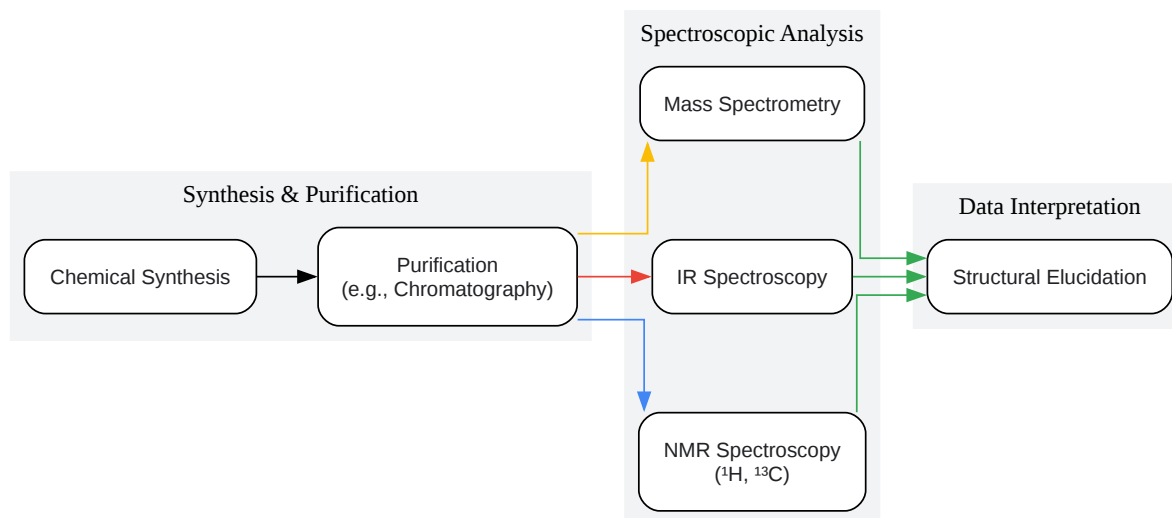 Synthesis & Purification
Chemical Synthesis
Purification
(e.g., Chromatography)
Spectroscopic Analysis
Mass Spectrometry
IR Spectroscopy
NMR Spectroscopy
(¹H, ¹³C)
Data Interpretation
Structural Elucidation